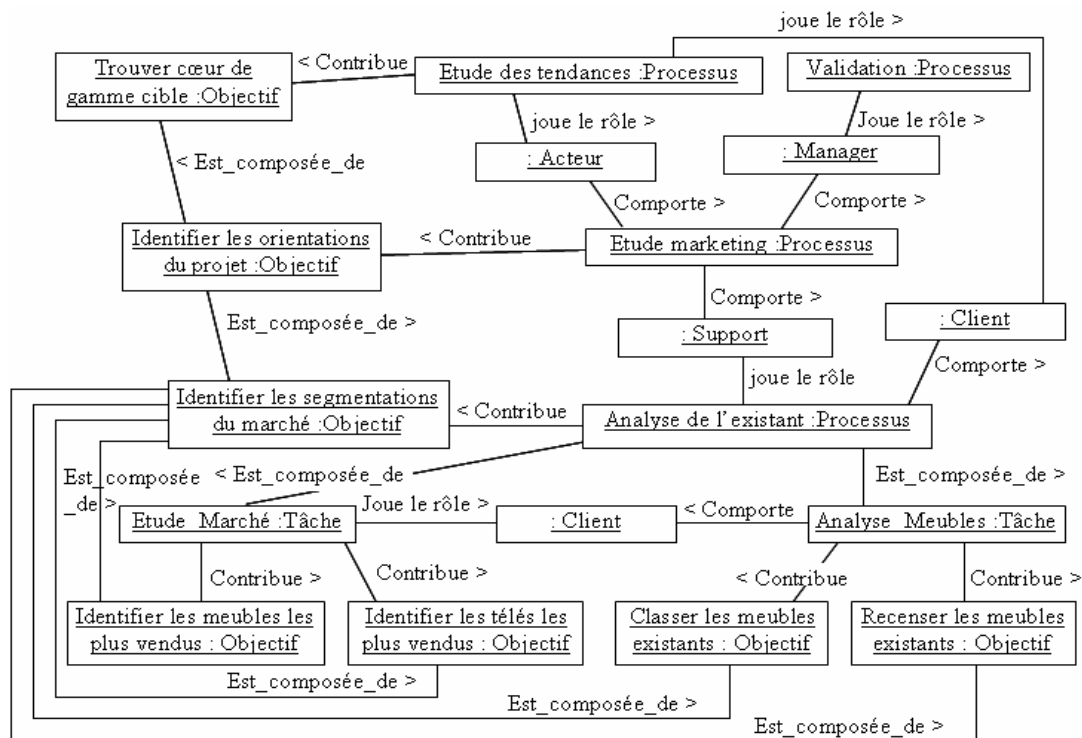 joue le rôle >
Trouver cœur de
gamme cible :Objectif
< Contribue
Etude des tendances :Processus
Validation :Processus
joue le rôle >
Joue le rôle >
: Acteur
: Manager
< Est_composée_de
Comporte >
Comporte >
Identifier les orientations
du projet :Objectif
< Contribue
Etude marketing :Processus
Comporte >
Est_composée_de >
: Support
: Client
joue le rôle
Comporte >
Identifier les segmentations
du marché :Objectif
< Contribue
Analyse de l'existant :Processus
Est_composée
_de >
< Est_composée_de
Est_composée_de >
Etude_Marché :Tâche
Joue le rôle >
: Client
< Comporte
Analyse_Meubles :Tâche
Contribue >
Contribue >
< Contribue
Contribue >
Identifier les meubles les
plus vendus : Objectif
Identifier les télés les
plus vendus : Objectif
Classer les meubles
existants : Objectif
Recenser les meubles
existants : Objectif
Est_composée_de >
Est_composée_de >
Est_composée_de >